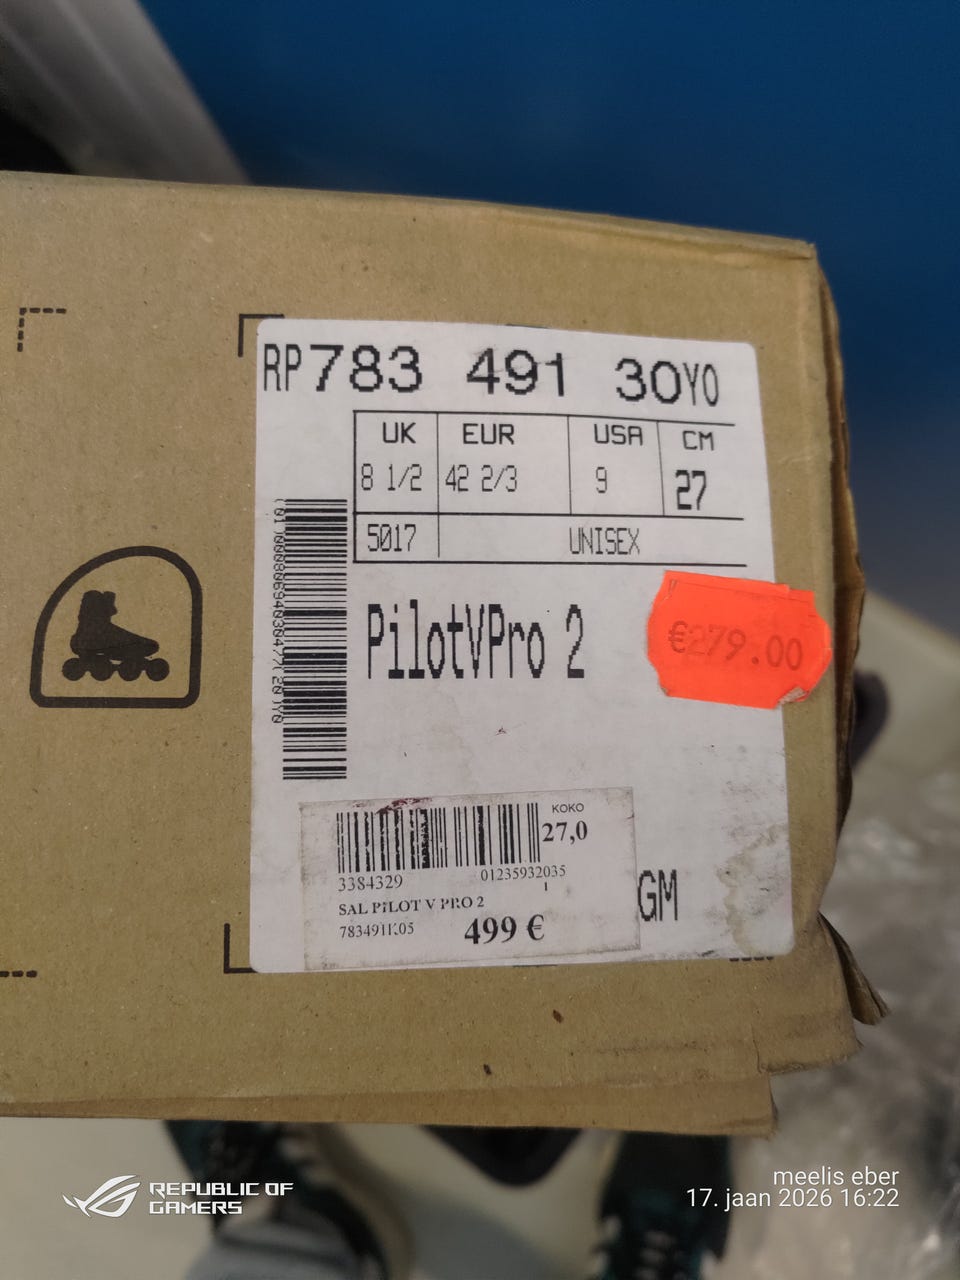 RP783 491 30Y0
UK EUR USA CM
8 1/2 42 2/3 9 27
5017 UNISEX
PilotVPro 2
€279.00
KOKO
27,0
3384329 01235932035
1
SAL PILOT V PRO 2
499 €
GM
REPUBLIC OF
GAMERS
meelis eber
17. jaan 2026 16:22